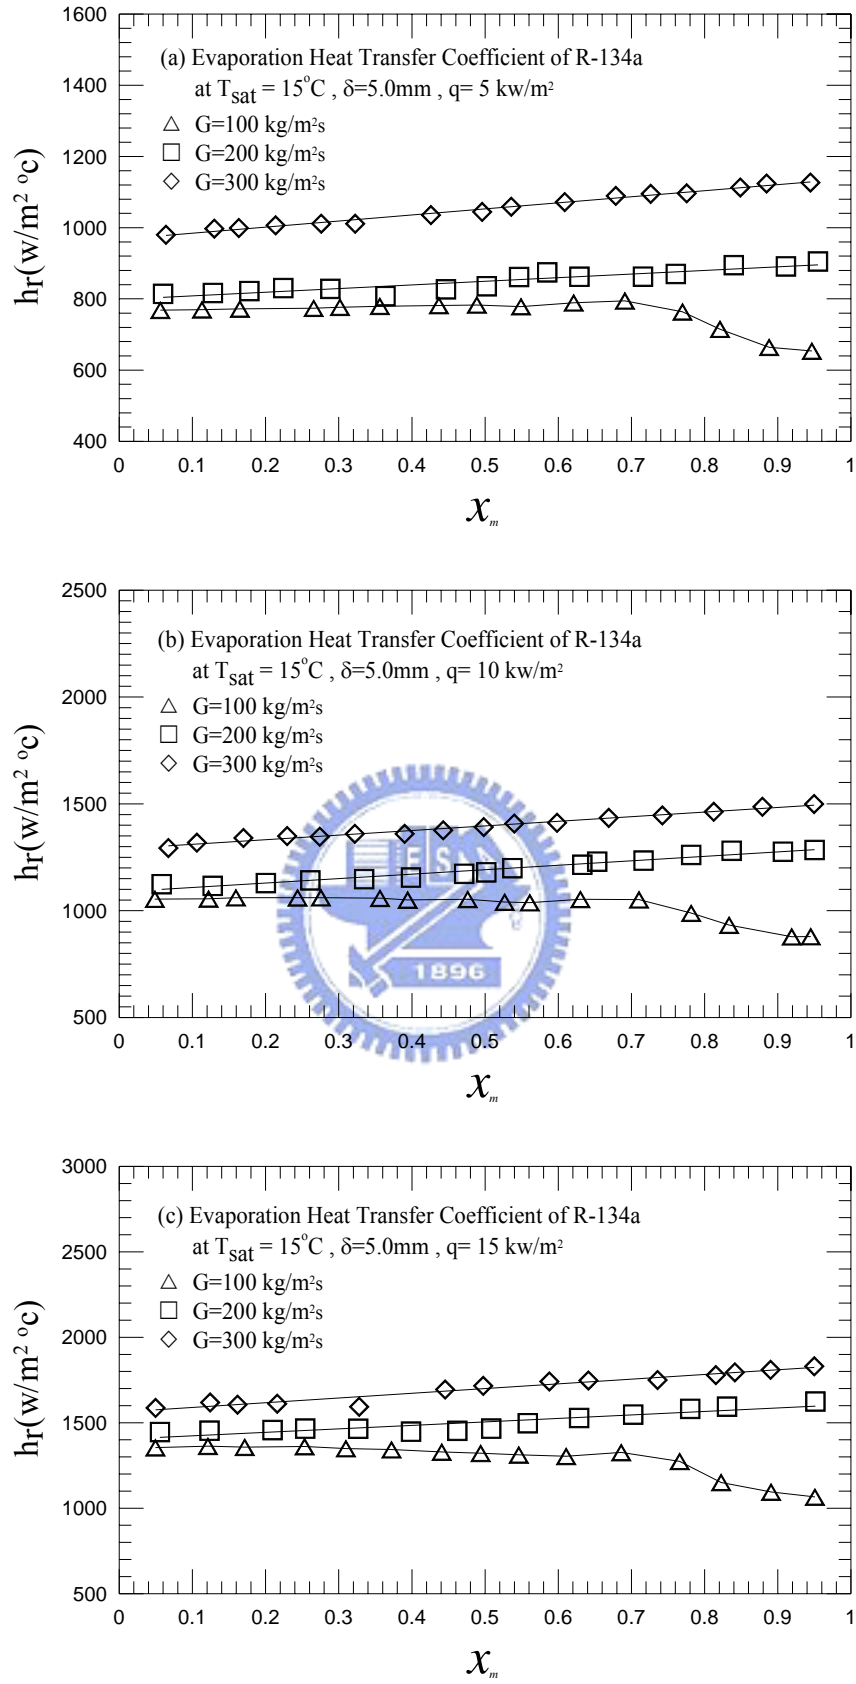 1600
1400
1200
1000
800
600
400
hr(w/m² °c)
(a) Evaporation Heat Transfer Coefficient of R-134a
at Tsat = 15°C , δ=5.0mm , q= 5 kw/m²
G=100 kg/m²s
G=200 kg/m²s
G=300 kg/m²s
0 0.1 0.2 0.3 0.4 0.5 0.6 0.7 0.8 0.9 1
xm
2500
2000
1500
1000
500
hr(w/m² °c)
(b) Evaporation Heat Transfer Coefficient of R-134a
at Tsat = 15°C , δ=5.0mm , q= 10 kw/m²
G=100 kg/m²s
G=200 kg/m²s
G=300 kg/m²s
E S
1896
0 0.1 0.2 0.3 0.4 0.5 0.6 0.7 0.8 0.9 1
xm
3000
2500
2000
1500
1000
500
hr(w/m² °c)
(c) Evaporation Heat Transfer Coefficient of R-134a
at Tsat = 15°C , δ=5.0mm , q= 15 kw/m²
G=100 kg/m²s
G=200 kg/m²s
G=300 kg/m²s
0 0.1 0.2 0.3 0.4 0.5 0.6 0.7 0.8 0.9 1
xm